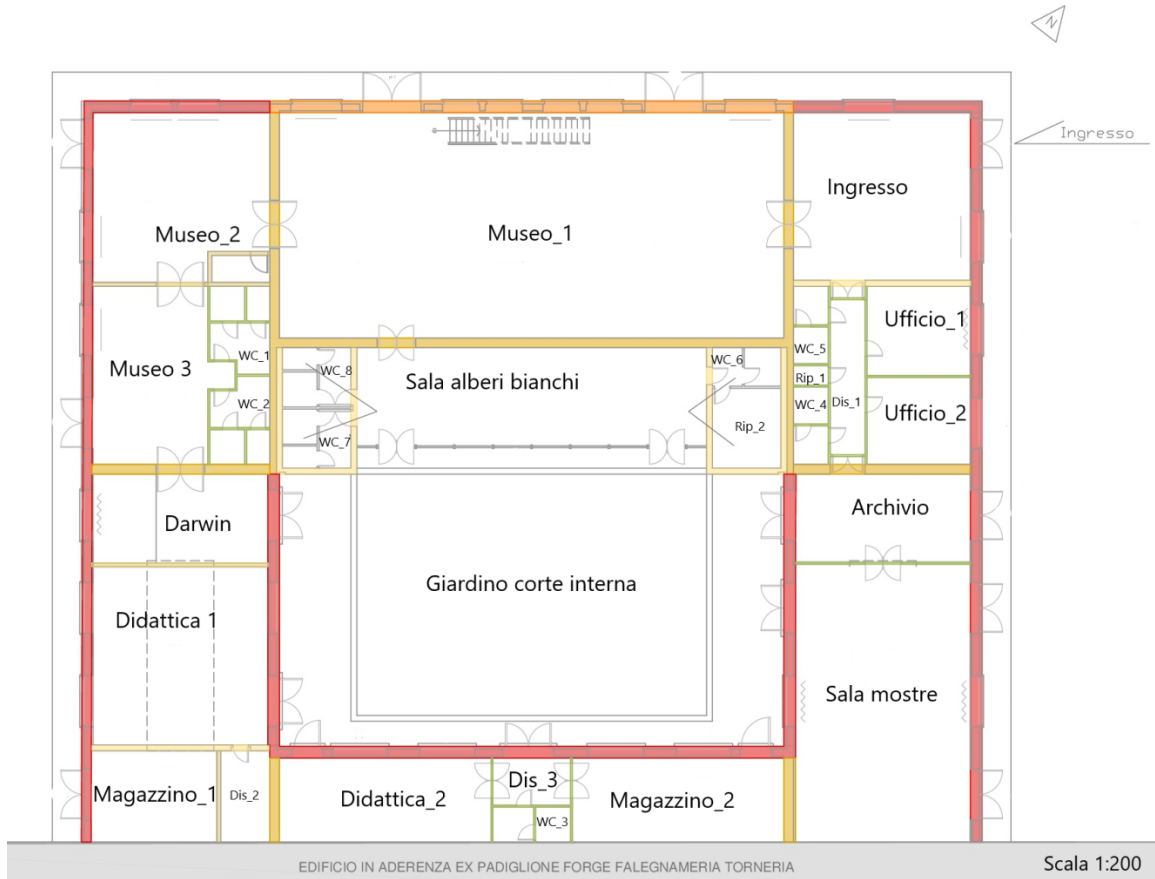 N
Ingresso
Ingresso
Museo_2
Museo_1
Ufficio_1
WC_1
Museo 3
WC_8
Sala alberi bianchi
WC_6
WC_5
Rip_1
WC_2
WC_4
Dis_1
Ufficio_2
WC_7
Rip_2
Darwin
Archivio
Giardino corte interna
Didattica 1
Sala mostre
Magazzino_1
Dis_2
Didattica_2
Dis_3
Magazzino_2
WC_3
EDIFICIO IN ADERENZA EX PADIGLIONE FORGE FALEGNAMERIA TORNERIA
Scala 1:200